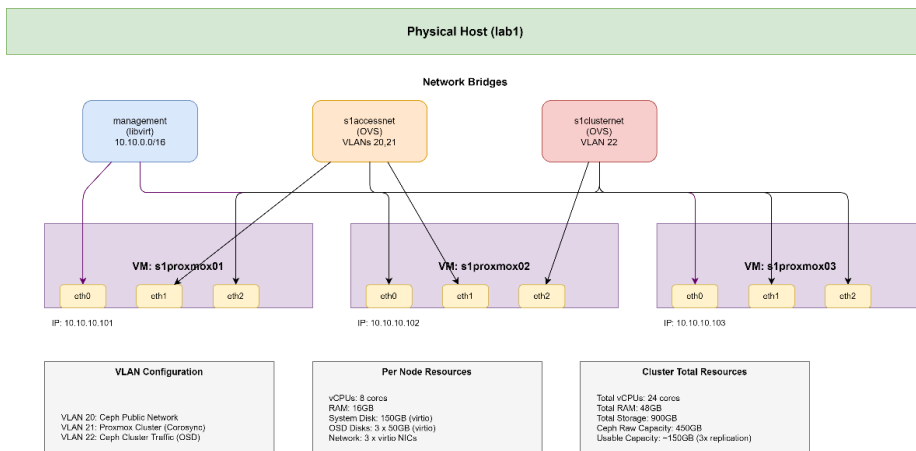 Physical Host (lab1)
Network Bridges
management
(libvirt)
10.10.0.0/16
s1accessnet
(OVS)
VLANs 20,21
s1clusternet
(OVS)
VLAN 22
VM: s1proxmox01
VM: s1proxmox02
VM: s1proxmox03
eth0
eth1
eth2
eth0
eth1
eth2
eth0
eth1
eth2
IP: 10.10.10.101
IP: 10.10.10.102
IP: 10.10.10.103
VLAN Configuration
VLAN 20: Ceph Public Network
VLAN 21: Proxmox Cluster (Corosync)
VLAN 22: Ceph Cluster Traffic (OSD)
Per Node Resources
vCPUs: 8 cores
RAM: 16GB
System Disk: 150GB (virtio)
OSD Disks: 3 x 50GB (virtio)
Network: 3 x virtio NICs
Cluster Total Resources
Total vCPUs: 24 cores
Total RAM: 48GB
Total Storage: 900GB
Ceph Raw Capacity: 450GB
Usable Capacity: ~150GB (3x replication)